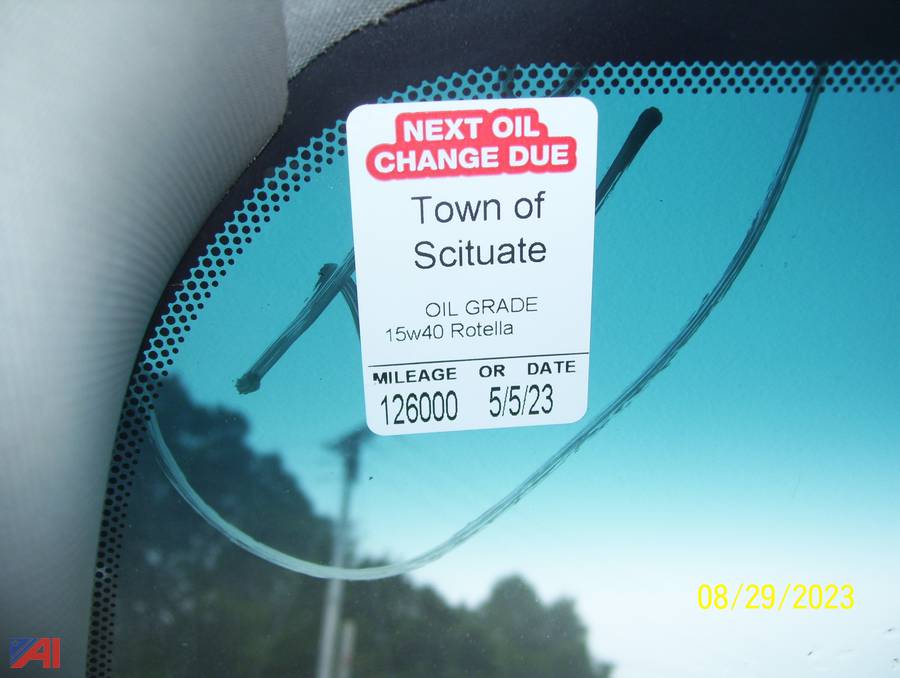 NEXT OIL
CHANGE DUE
Town of
Scituate
OIL GRADE
15w40 Rotella
MILEAGE OR DATE
126000 5/5/23
08/29/2023
AI